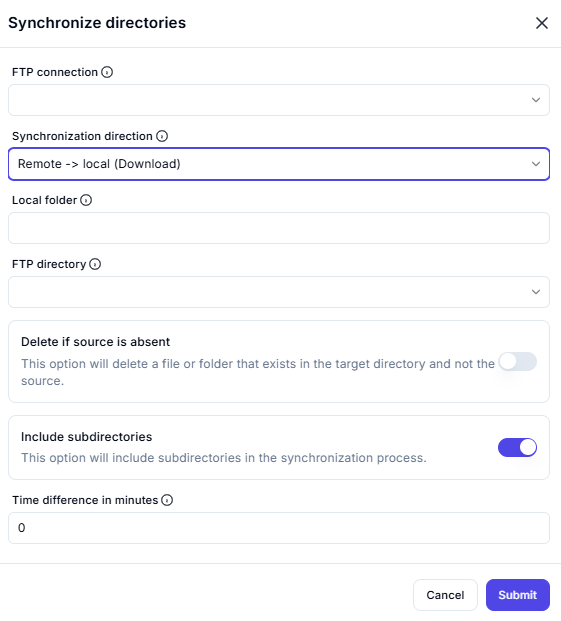 Synchronize directories
FTP connection
Synchronization direction
Remote -> local (Download)
Local folder
FTP directory
Delete if source is absent
This option will delete a file or folder that exists in the target directory and not the
source.
Include subdirectories
This option will include subdirectories in the synchronization process.
Time difference in minutes
0
Cancel
Submit